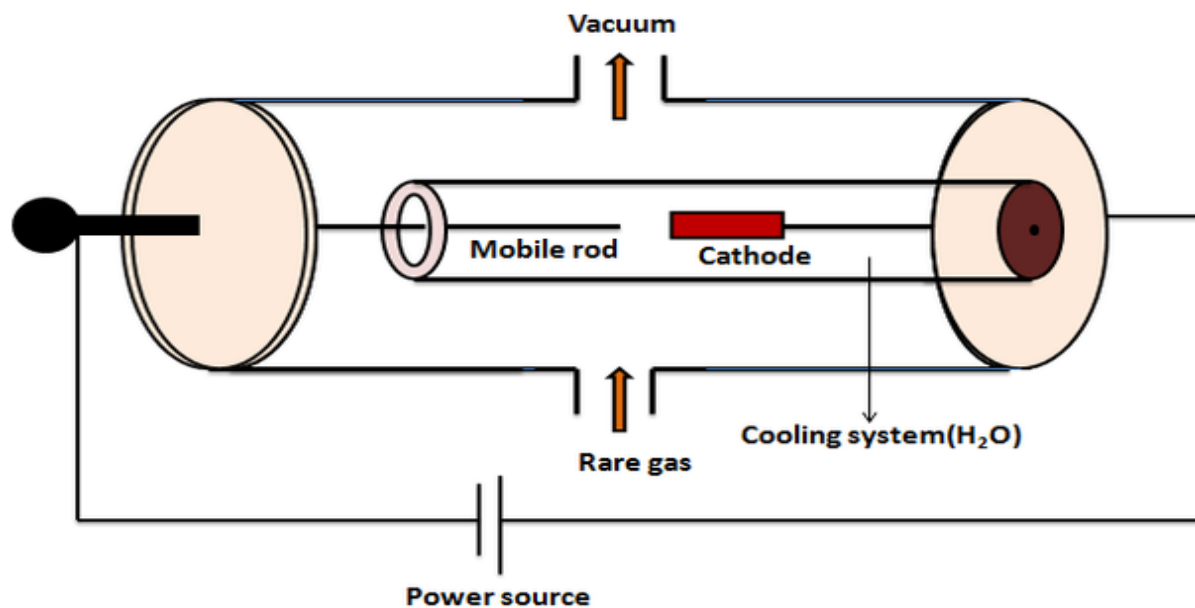 Vacuum
Mobile rod
Cathode
Cooling system(H₂O)
Rare gas
Power source